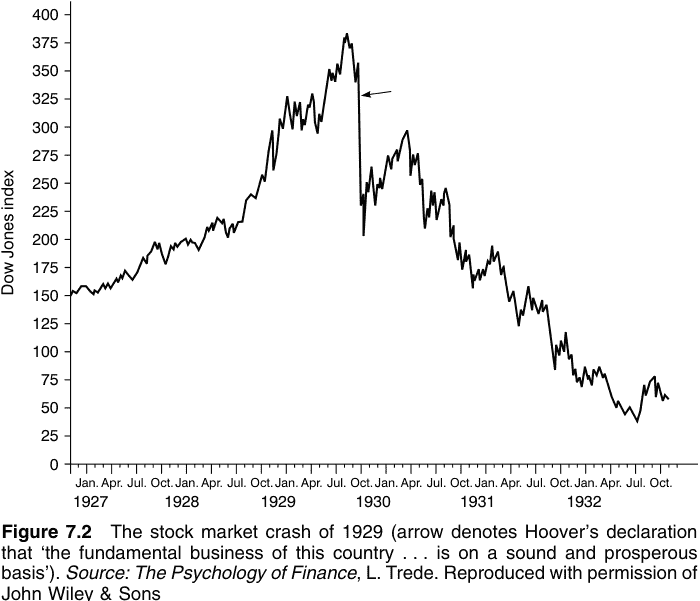 400
375
350
325
300
275
250
225
200
175
150
125
100
75
50
25
0
Dow Jones index
Jan. Apr. Jul. Oct. Jan. Apr. Jul. Oct. Jan. Apr. Jul. Oct. Jan. Apr. Jul. Oct. Jan. Apr. Jul. Oct. Jan. Apr. Jul. Oct.
1927 1928 1929 1930 1931 1932
Figure 7.2 The stock market crash of 1929 (arrow denotes Hoover's declaration
that 'the fundamental business of this country . . . is on a sound and prosperous
basis'). Source: The Psychology of Finance, L. Trede. Reproduced with permission of
John Wiley & Sons